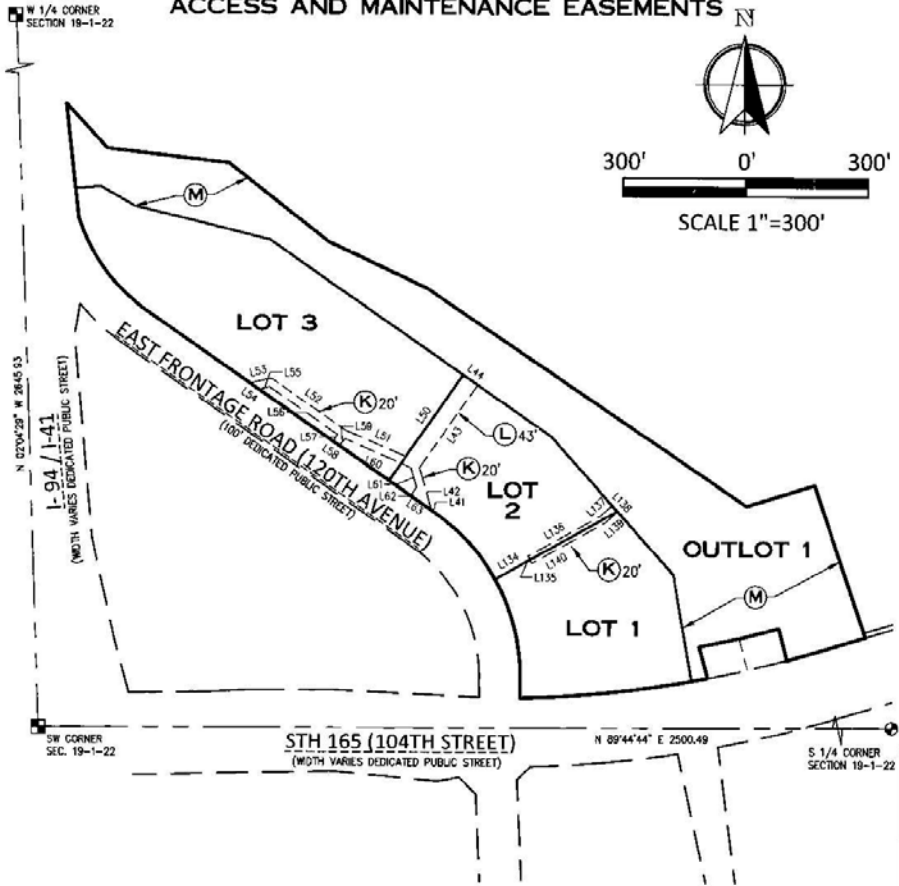 ACCESS AND MAINTENANCE EASEMENTS
W 1/4 CORNER
SECTION 19-1-22
N
300' 0' 300'
SCALE 1"=300'
M
LOT 3
EAST FRONTAGE ROAD (120TH AVENUE)
(100' DEDICATED PUBLIC STREET)
N 02°04'29" W 2645.93
I-94 / I-41
(WIDTH VARIES DEDICATED PUBLIC STREET)
L53
L55
L54
L52
L56
K 20'
L57
L58
L59
L51
L60
L61
L62
L63
L50
L44
L43
L 43'
K 20'
L42
L41
LOT
2
L134
L135
L136
L137
L138
L139
L140
K 20'
LOT 1
OUTLOT 1
M
SW CORNER
SEC. 19-1-22
STH 165 (104TH STREET)
(WIDTH VARIES DEDICATED PUBLIC STREET)
N 89°44'44" E 2500.49
S 1/4 CORNER
SECTION 19-1-22